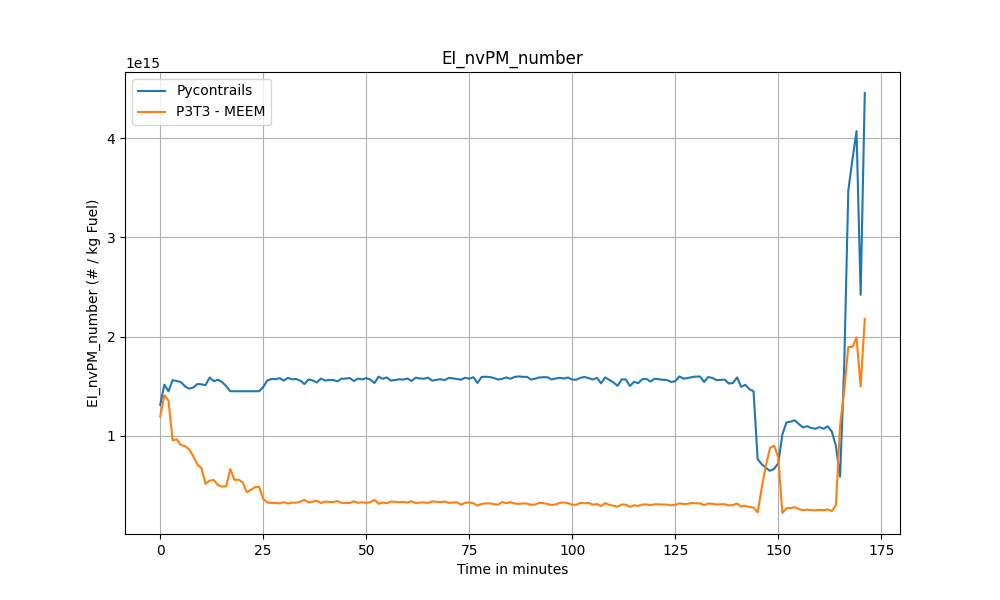 EI_nvPM_number
1e15
Pycontrails
P3T3 - MEEM
4
3
2
1
EI_nvPM_number (# / kg Fuel)
0 25 50 75 100 125 150 175
Time in minutes